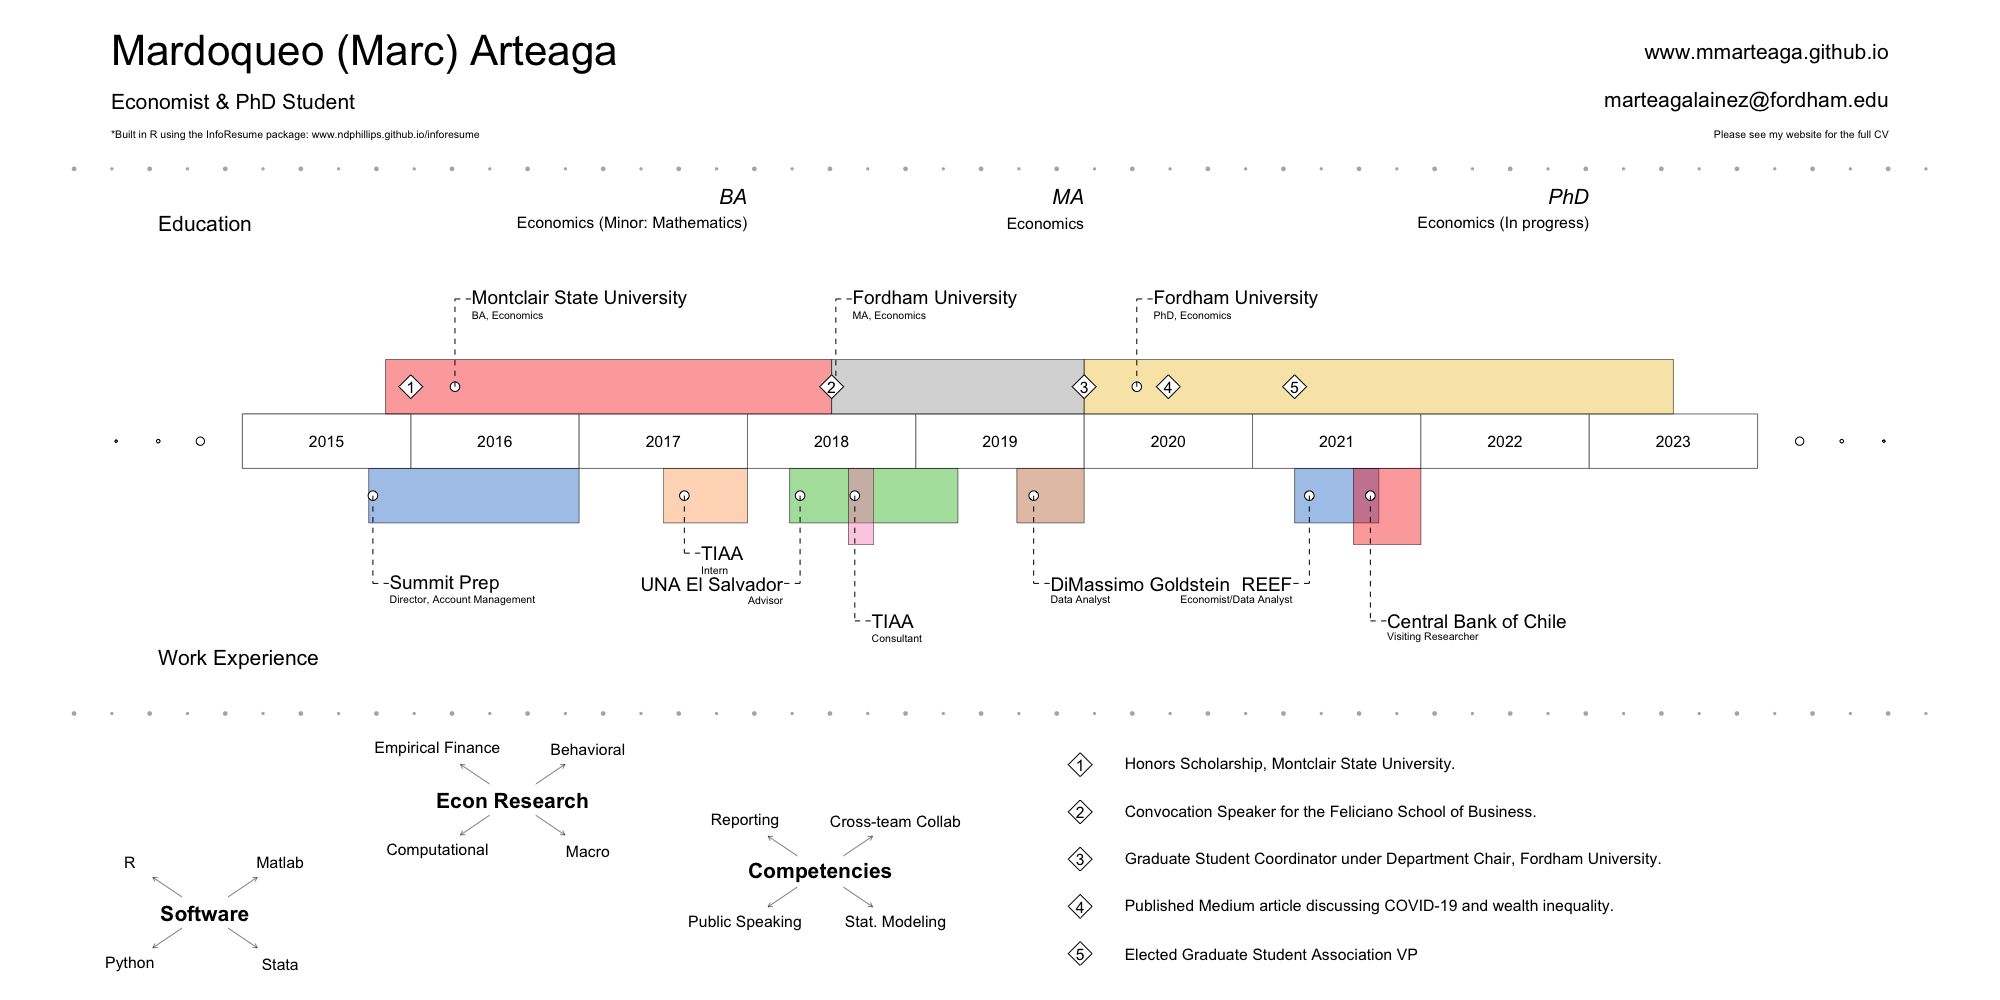 Mardoqueo (Marc) Arteaga
www.mmarteaga.github.io
Economist & PhD Student
marteagalainez@fordham.edu
*Built in R using the InfoResume package: www.ndphillips.github.io/inforesume
Please see my website for the full CV
Education
BA
Economics (Minor: Mathematics)
MA
Economics
PhD
Economics (In progress)
Montclair State University
BA, Economics
Fordham University
MA, Economics
Fordham University
PhD, Economics
1
2
3
4
5
2015
2016
2017
2018
2019
2020
2021
2022
2023
Summit Prep
Director, Account Management
TIAA
Intern
UNA El Salvador
Advisor
TIAA
Consultant
DiMassimo Goldstein
Data Analyst
REEF
Economist/Data Analyst
Central Bank of Chile
Visiting Researcher
Work Experience
R
Matlab
Software
Python
Stata
Empirical Finance
Behavioral
Econ Research
Computational
Macro
Reporting
Cross-team Collab
Competencies
Public Speaking
Stat. Modeling
1 Honors Scholarship, Montclair State University.
2 Convocation Speaker for the Feliciano School of Business.
3 Graduate Student Coordinator under Department Chair, Fordham University.
4 Published Medium article discussing COVID-19 and wealth inequality.
5 Elected Graduate Student Association VP